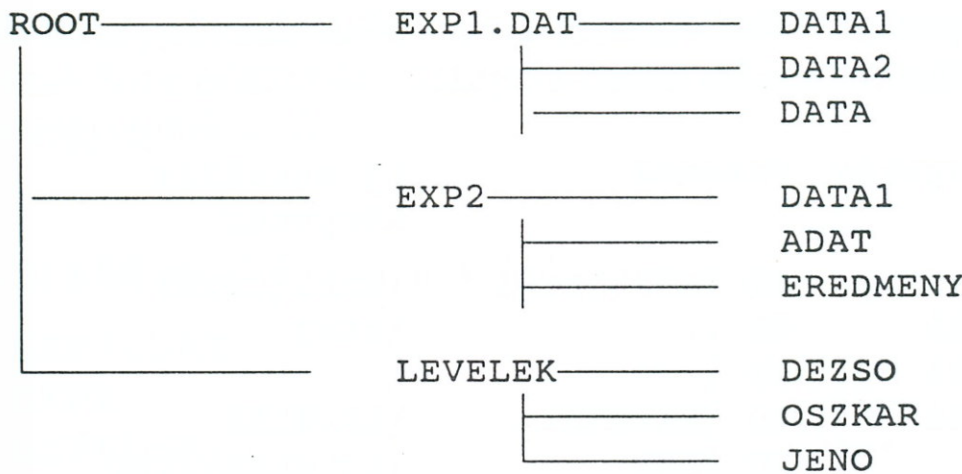 ROOT EXP1.DAT DATA1
DATA2
DATA
EXP2 DATA1
ADAT
EREDMENY
LEVELEK DEZSO
OSZKAR
JENO